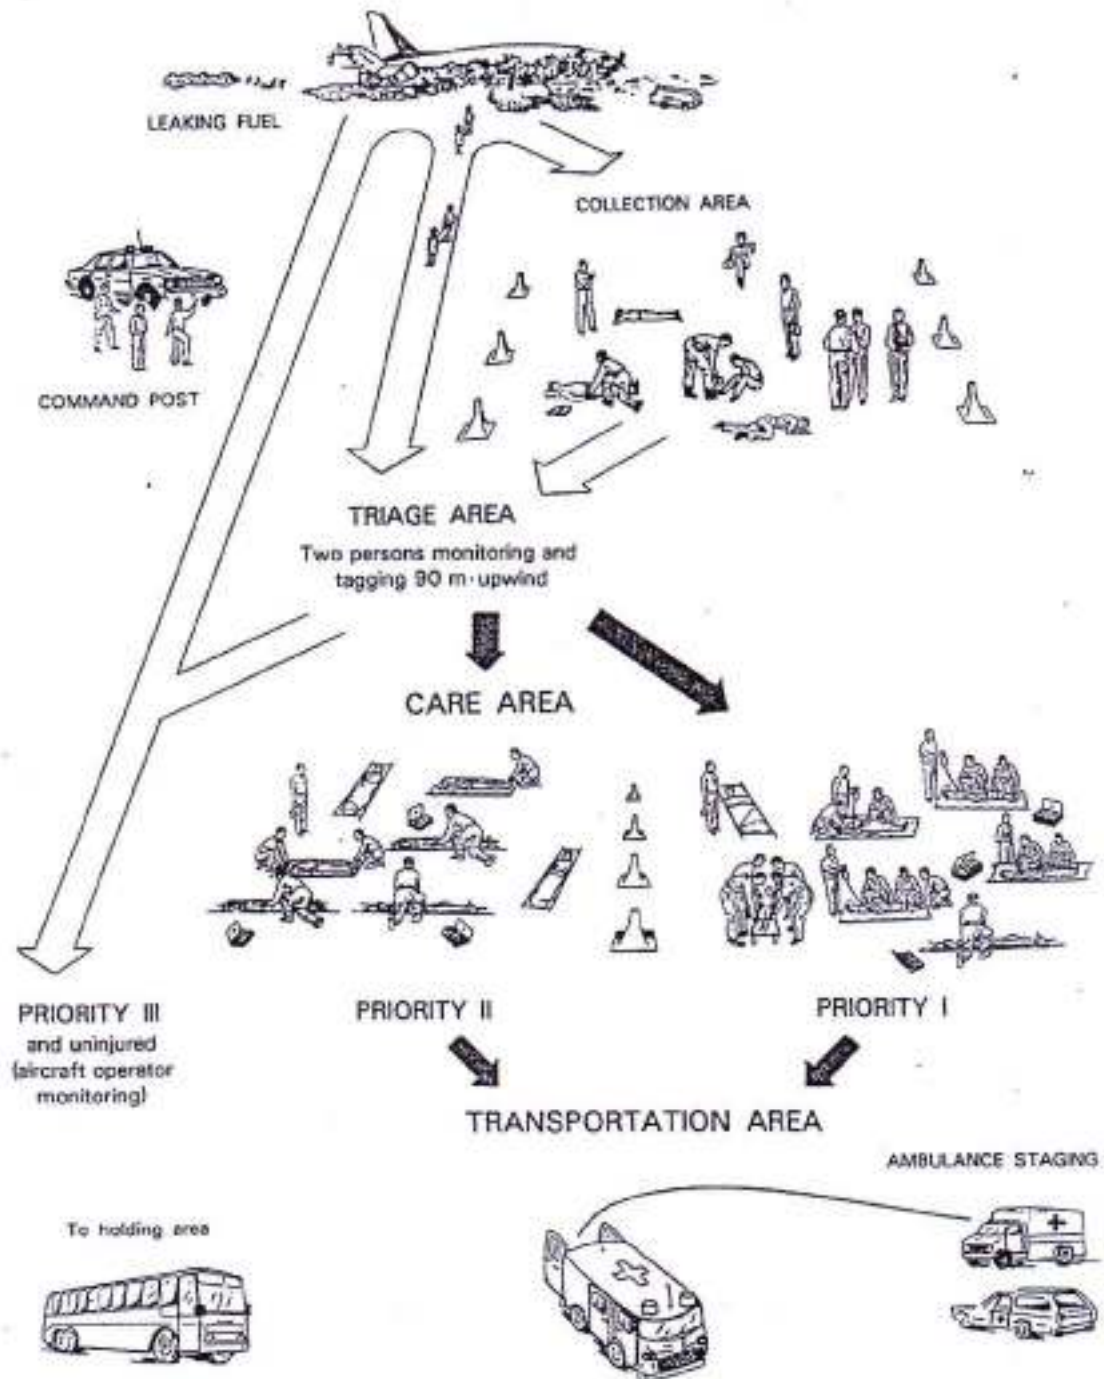 LEAKING FUEL
COLLECTION AREA
COMMAND POST
TRIAGE AREA
Two persons monitoring and
tagging 90 m·upwind
CARE AREA
PRIORITY III
and uninjured
(aircraft operator
monitoring)
PRIORITY II
PRIORITY I
TRANSPORTATION AREA
AMBULANCE STAGING
To holding area